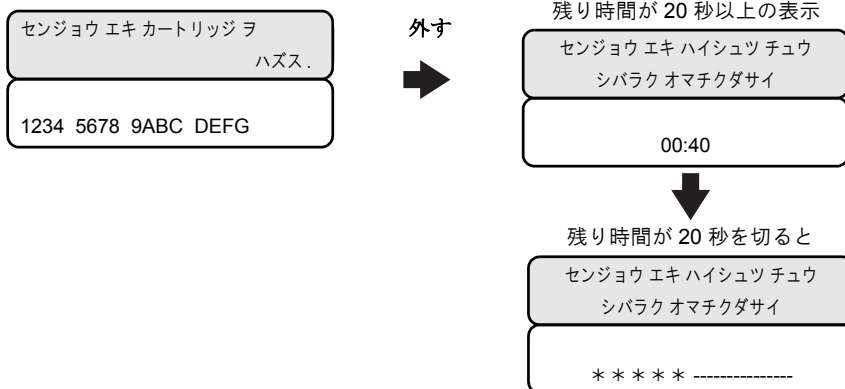 センジョウ エキ カートリッジ ヲ
ハズス .
1234 5678 9ABC DEFG
外す
残り時間が 20 秒以上の表示
センジョウ エキ ハイシュツ チュウ
シバラク オマチクダサイ
00:40
残り時間が 20 秒を切ると
センジョウ エキ ハイシュツ チュウ
シバラク オマチクダサイ
＊＊＊＊＊ ---------------